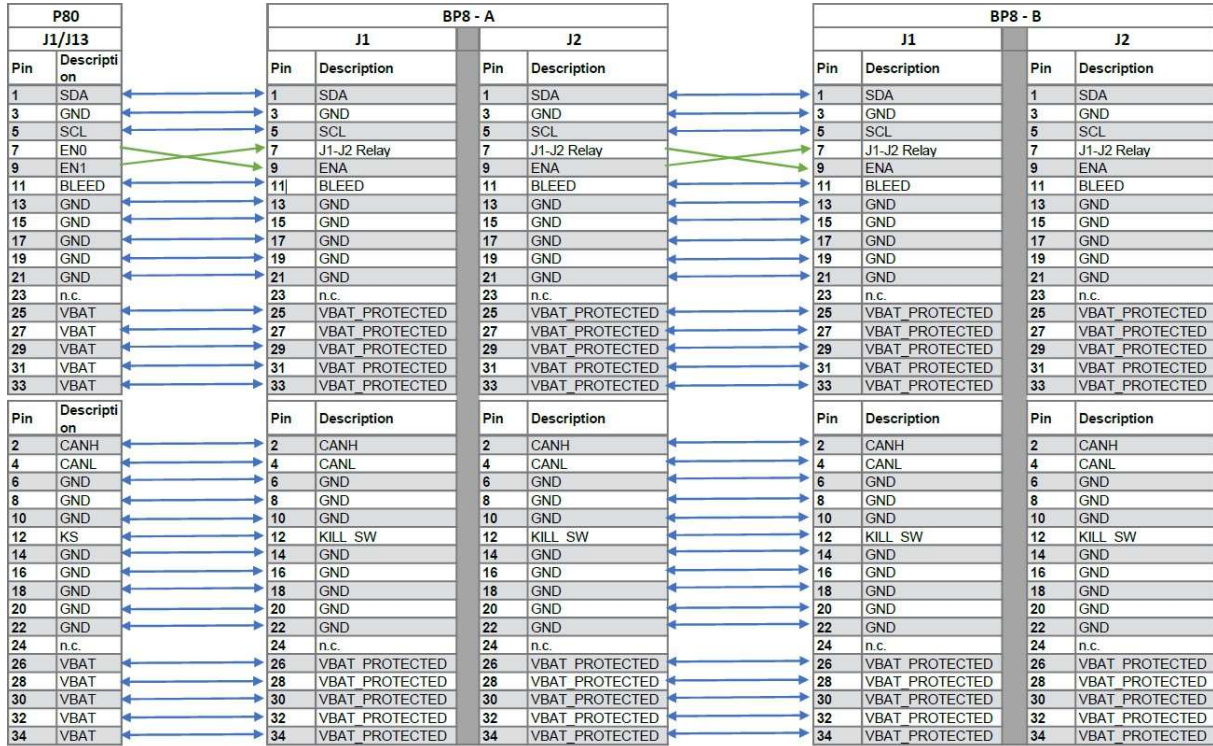 P80 BP8 - A BP8 - B
J1/J13 J1 J2 J1 J2
Pin Descripti on Pin Description Pin Description Pin Description Pin Description
1 SDA 1 SDA 1 SDA 1 SDA 1 SDA
3 GND 3 GND 3 GND 3 GND 3 GND
5 SCL 5 SCL 5 SCL 5 SCL 5 SCL
7 EN0 7 J1-J2 Relay 7 J1-J2 Relay 7 J1-J2 Relay 7 J1-J2 Relay
9 EN1 9 ENA 9 ENA 9 ENA 9 ENA
11 BLEED 11 BLEED 11 BLEED 11 BLEED 11 BLEED
13 GND 13 GND 13 GND 13 GND 13 GND
15 GND 15 GND 15 GND 15 GND 15 GND
17 GND 17 GND 17 GND 17 GND 17 GND
19 GND 19 GND 19 GND 19 GND 19 GND
21 GND 21 GND 21 GND 21 GND 21 GND
23 n.c. 23 n.c. 23 n.c. 23 n.c. 23 n.c.
25 VBAT 25 VBAT_PROTECTED 25 VBAT_PROTECTED 25 VBAT_PROTECTED 25 VBAT_PROTECTED
27 VBAT 27 VBAT_PROTECTED 27 VBAT_PROTECTED 27 VBAT_PROTECTED 27 VBAT_PROTECTED
29 VBAT 29 VBAT_PROTECTED 29 VBAT_PROTECTED 29 VBAT_PROTECTED 29 VBAT_PROTECTED
31 VBAT 31 VBAT_PROTECTED 31 VBAT_PROTECTED 31 VBAT_PROTECTED 31 VBAT_PROTECTED
33 VBAT 33 VBAT_PROTECTED 33 VBAT_PROTECTED 33 VBAT_PROTECTED 33 VBAT_PROTECTED
Pin Descripti on Pin Description Pin Description Pin Description Pin Description
2 CANH 2 CANH 2 CANH 2 CANH 2 CANH
4 CANL 4 CANL 4 CANL 4 CANL 4 CANL
6 GND 6 GND 6 GND 6 GND 6 GND
8 GND 8 GND 8 GND 8 GND 8 GND
10 GND 10 GND 10 GND 10 GND 10 GND
12 KS 12 KILL_SW 12 KILL_SW 12 KILL_SW 12 KILL_SW
14 GND 14 GND 14 GND 14 GND 14 GND
16 GND 16 GND 16 GND 16 GND 16 GND
18 GND 18 GND 18 GND 18 GND 18 GND
20 GND 20 GND 20 GND 20 GND 20 GND
22 GND 22 GND 22 GND 22 GND 22 GND
24 n.c. 24 n.c. 24 n.c. 24 n.c. 24 n.c.
26 VBAT 26 VBAT_PROTECTED 26 VBAT_PROTECTED 26 VBAT_PROTECTED 26 VBAT_PROTECTED
28 VBAT 28 VBAT_PROTECTED 28 VBAT_PROTECTED 28 VBAT_PROTECTED 28 VBAT_PROTECTED
30 VBAT 30 VBAT_PROTECTED 30 VBAT_PROTECTED 30 VBAT_PROTECTED 30 VBAT_PROTECTED
32 VBAT 32 VBAT_PROTECTED 32 VBAT_PROTECTED 32 VBAT_PROTECTED 32 VBAT_PROTECTED
34 VBAT 34 VBAT_PROTECTED 34 VBAT_PROTECTED 34 VBAT_PROTECTED 34 VBAT_PROTECTED